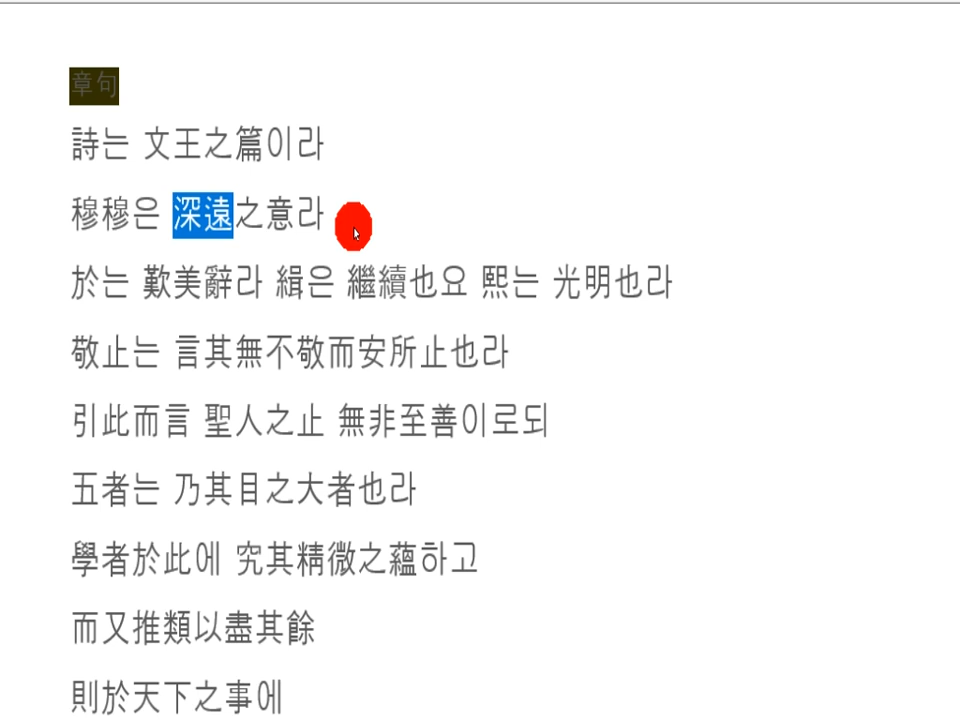 章句
詩는 文王之篇이라
穆穆은 深遠之意라
於는 歎美辭라 緝은 繼續也요 熙는 光明也라
敬止는 言其無不敬而安所止也라
引此而言 聖人之止 無非至善이로되
五者는 乃其目之大者也라
學者於此에 究其精微之蘊하고
而又推類以盡其餘
則於天下之事에